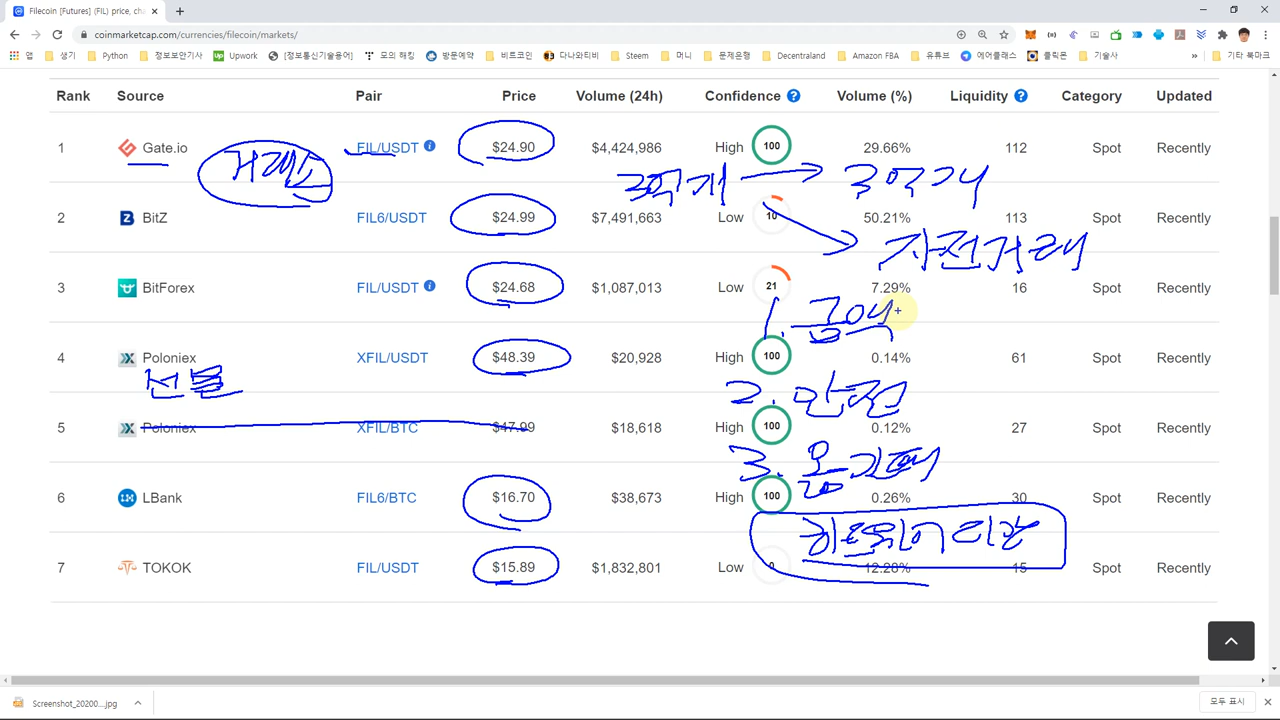 Filecoin [Futures] (FIL) price, cha
coinmarketcap.com/currencies/filecoin/markets/
앱 생기 Python 정보보안기사 Upwork [정보통신기술용어] 모의 해킹 방문예약 비트코인 다나와티비 Steem 머니 문제은행 Decentraland Amazon FBA 유튜브 에어플래스 클릭몬 기술사 » 기타 북마크
Rank Source Pair Price Volume (24h) Confidence ? Volume (%) Liquidity ? Category Updated
1 Gate.io FIL/USDT $24.90 $4,424,986 High 100 29.66% 112 Spot Recently
거래소 3억개 3억개
2 BitZ FIL6/USDT $24.99 $7,491,663 Low 10 50.21% 113 Spot Recently
자전거래
3 BitForex FIL/USDT $24.68 $1,087,013 Low 21 7.29% 16 Spot Recently
1. 금액
4 Poloniex XFIL/USDT $48.39 $20,928 High 100 0.14% 61 Spot Recently
선물
2. 안전
5 Poloniex XFIL/BTC $47.99 $18,618 High 100 0.12% 27 Spot Recently
3.
6 LBank FIL6/BTC $16.70 $38,673 High 100 0.26% 30 Spot Recently
7 TOKOK FIL/USDT $15.89 $1,832,801 Low 0 12.28% 15 Spot Recently
Screenshot_20200....jpg 모두 표시